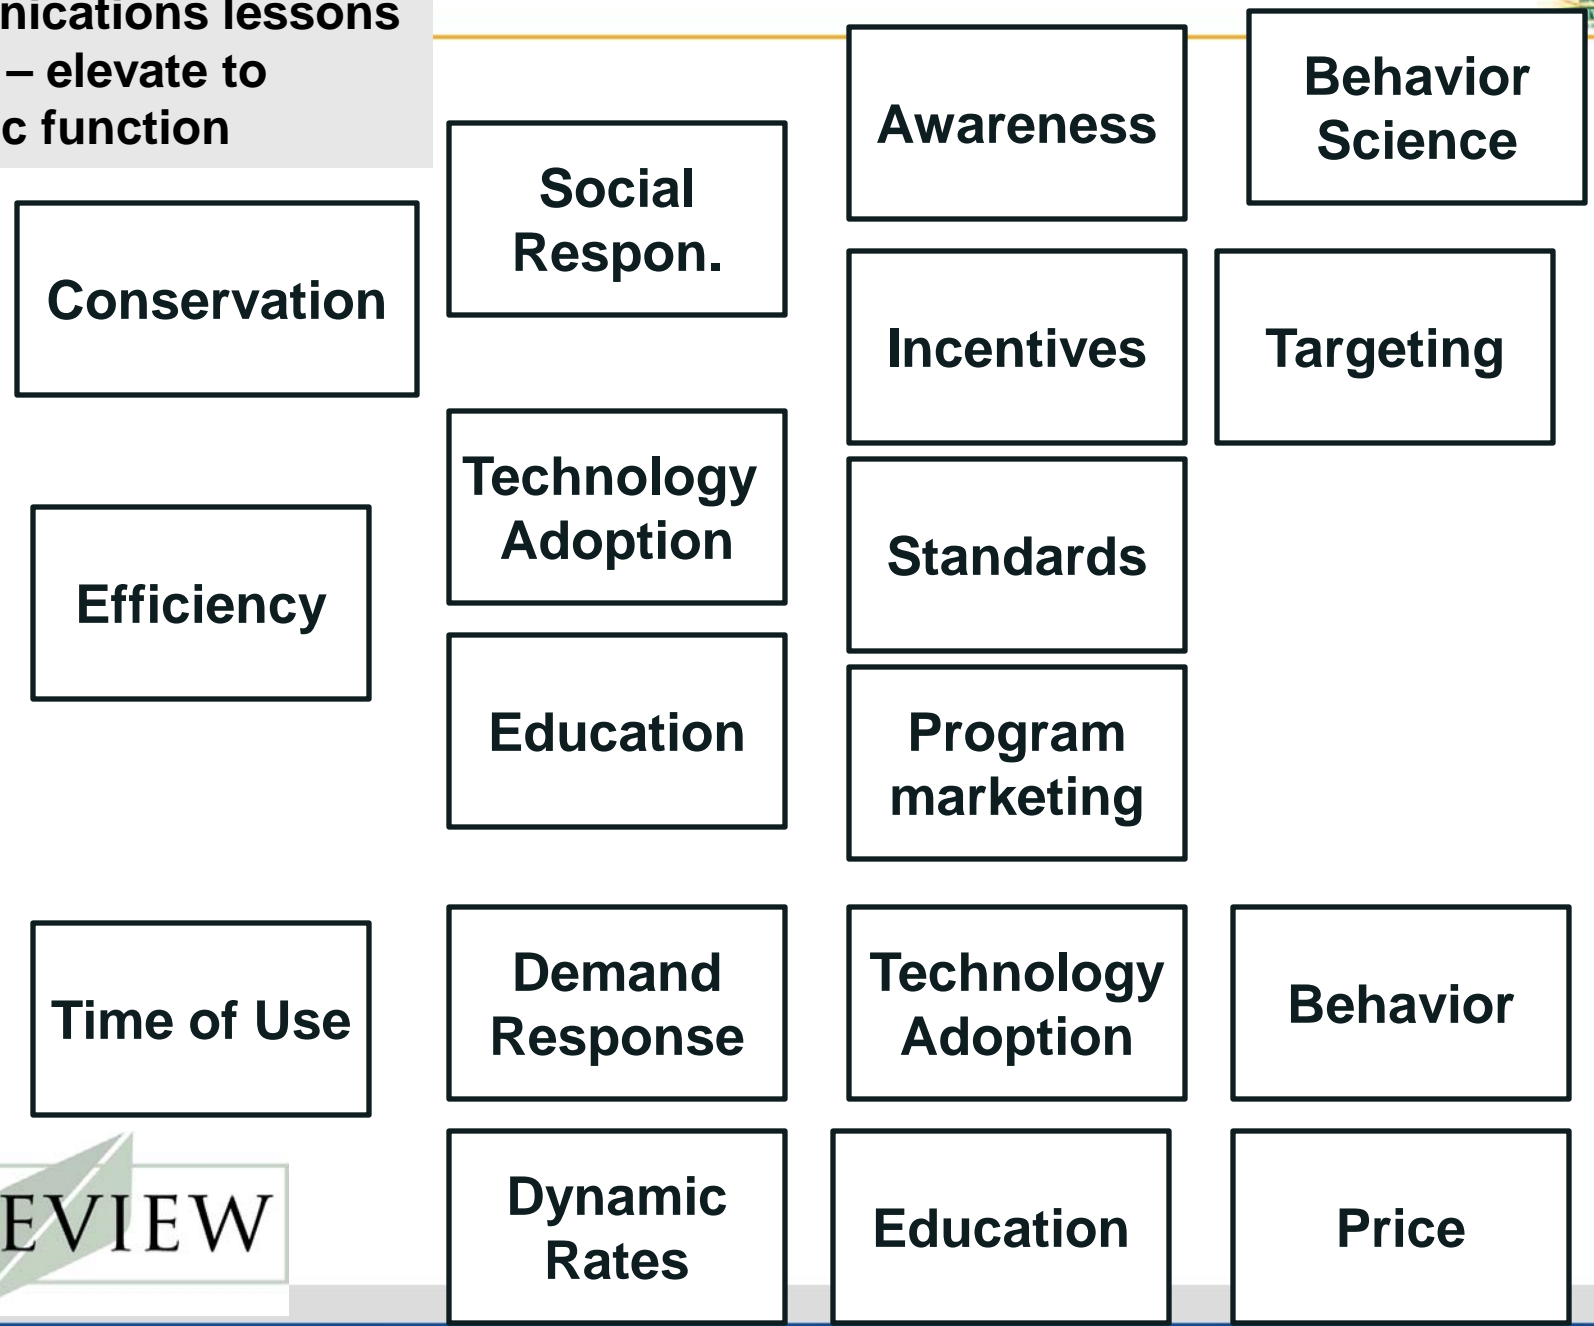 nications lessons
– elevate to
c function
Conservation
Social
Respon.
Awareness
Behavior
Science
Incentives
Targeting
Efficiency
Technology
Adoption
Standards
Education
Program
marketing
Time of Use
Demand
Response
Technology
Adoption
Behavior
Dynamic
Rates
Education
Price
EVIEW